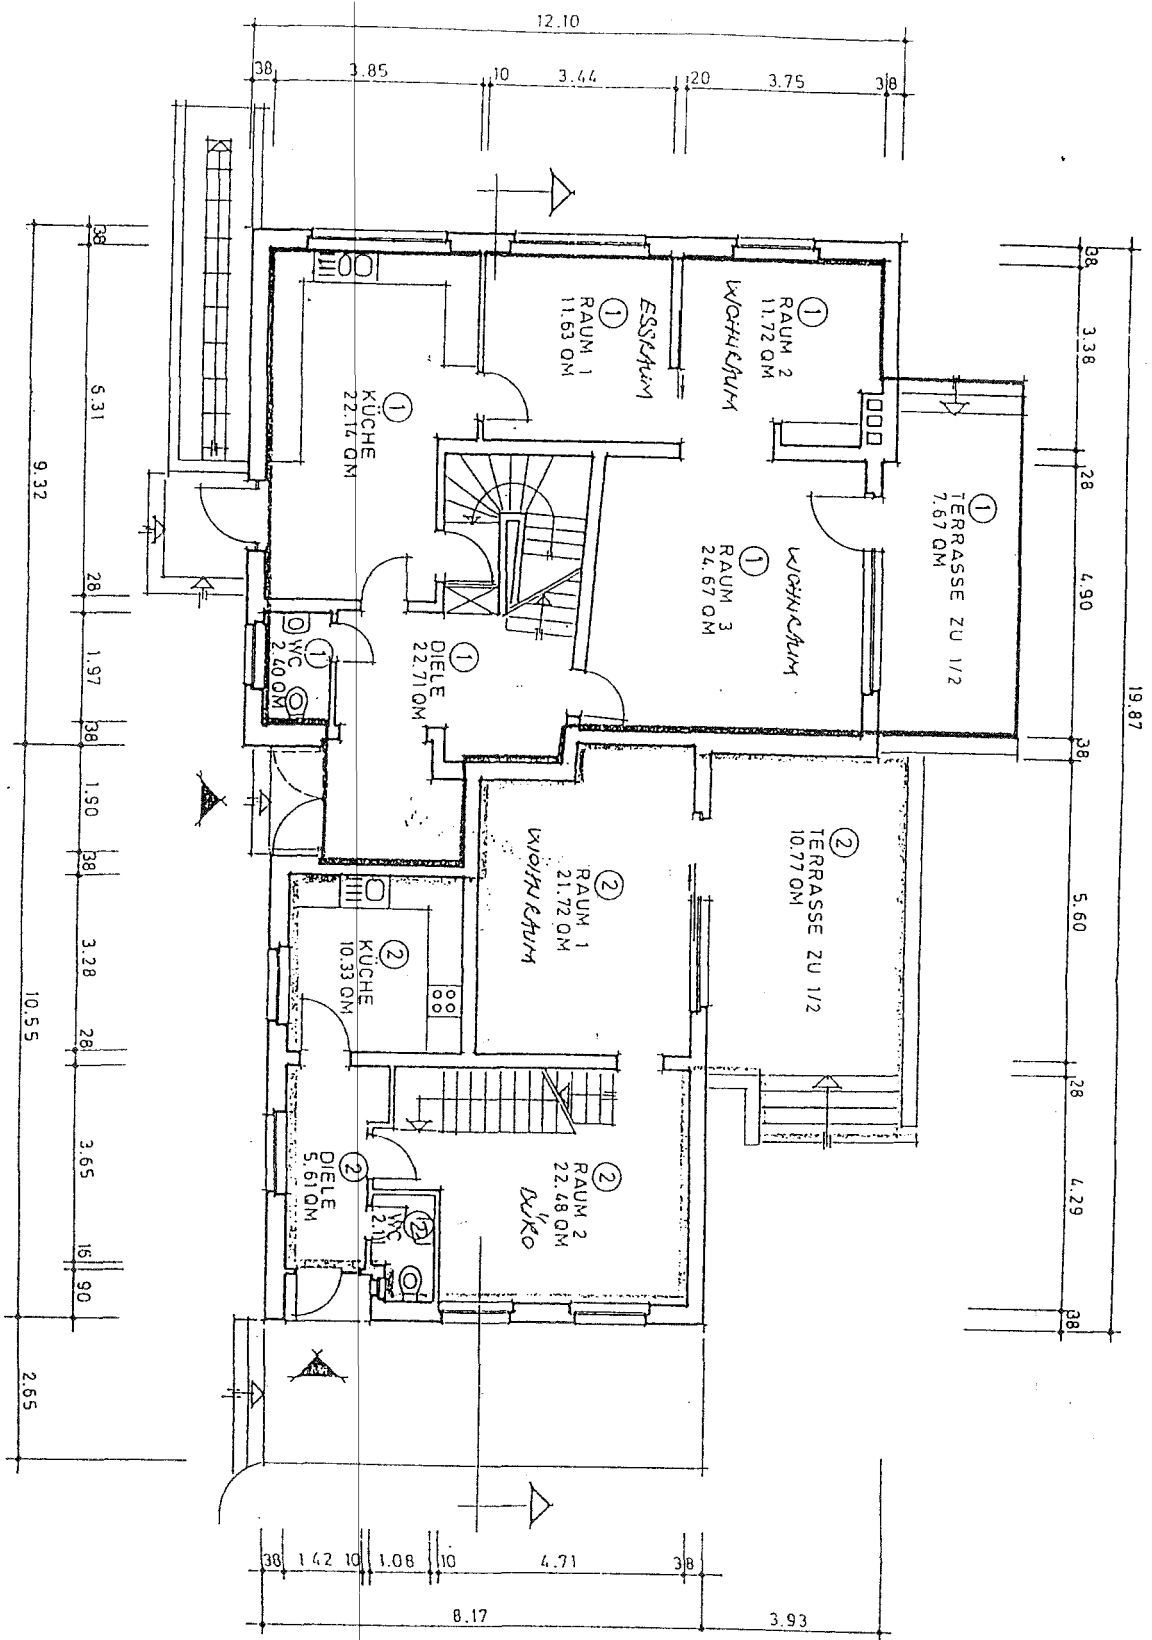 12.10
38
3.85
10
3.44
20
3.75
38
①
KÜCHE
22.14 QM
①
RAUM 1
11.63 QM
ESSRAUM
①
RAUM 2
11.72 QM
WOHNRAUM
①
TERRASSE ZU 1/2
7.67 QM
①
RAUM 3
24.67 QM
WOHNRAUM
①
DIELE
22.71 QM
①
WC
2.40 QM
②
TERRASSE ZU 1/2
10.77 QM
②
RAUM 1
21.72 QM
WOHNRAUM
②
KÜCHE
10.33 QM
②
RAUM 2
22.48 QM
BÜRO
②
DIELE
5.61 QM
②
WC
38
5.31
28
1.97
38
1.90
38
3.28
28
3.65
16
90
9.32
10.55
2.65
38
3.38
28
4.90
38
5.60
28
4.29
38
19.87
38
1.42
10
1.08
10
4.71
38
8.17
3.93